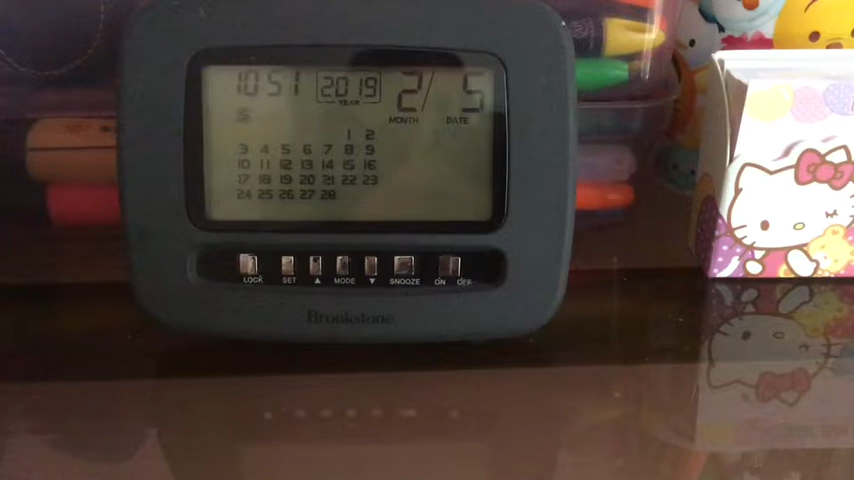 10 51 2019 2/ 5
YEAR MONTH DATE
S
1 2
3 4 5 6 7 8 9
10 11 12 13 14 15 16
17 18 19 20 21 22 23
24 25 26 27 28
LOCK SET ▲ MODE ▼ SNOOZE ON OFF
Brookstone